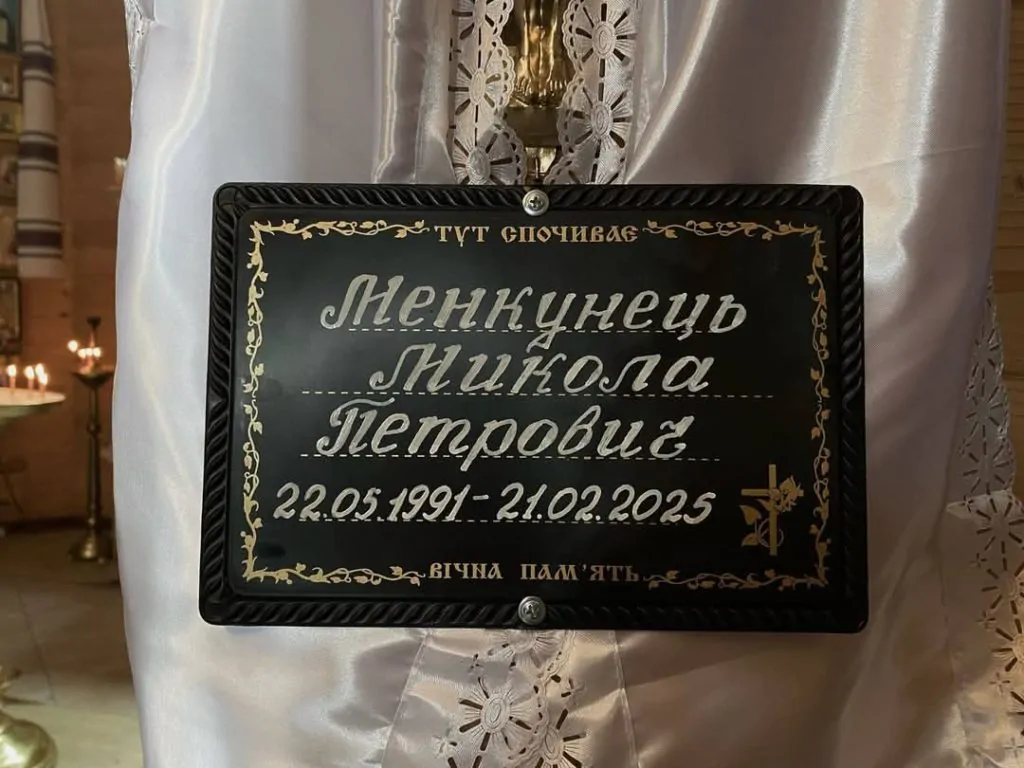 ТУТ СПОЧИВАЄ
Менкунець
Микола
Петрович
22.05.1991-21.02.2025
ВІЧНА ПАМ'ЯТЬ